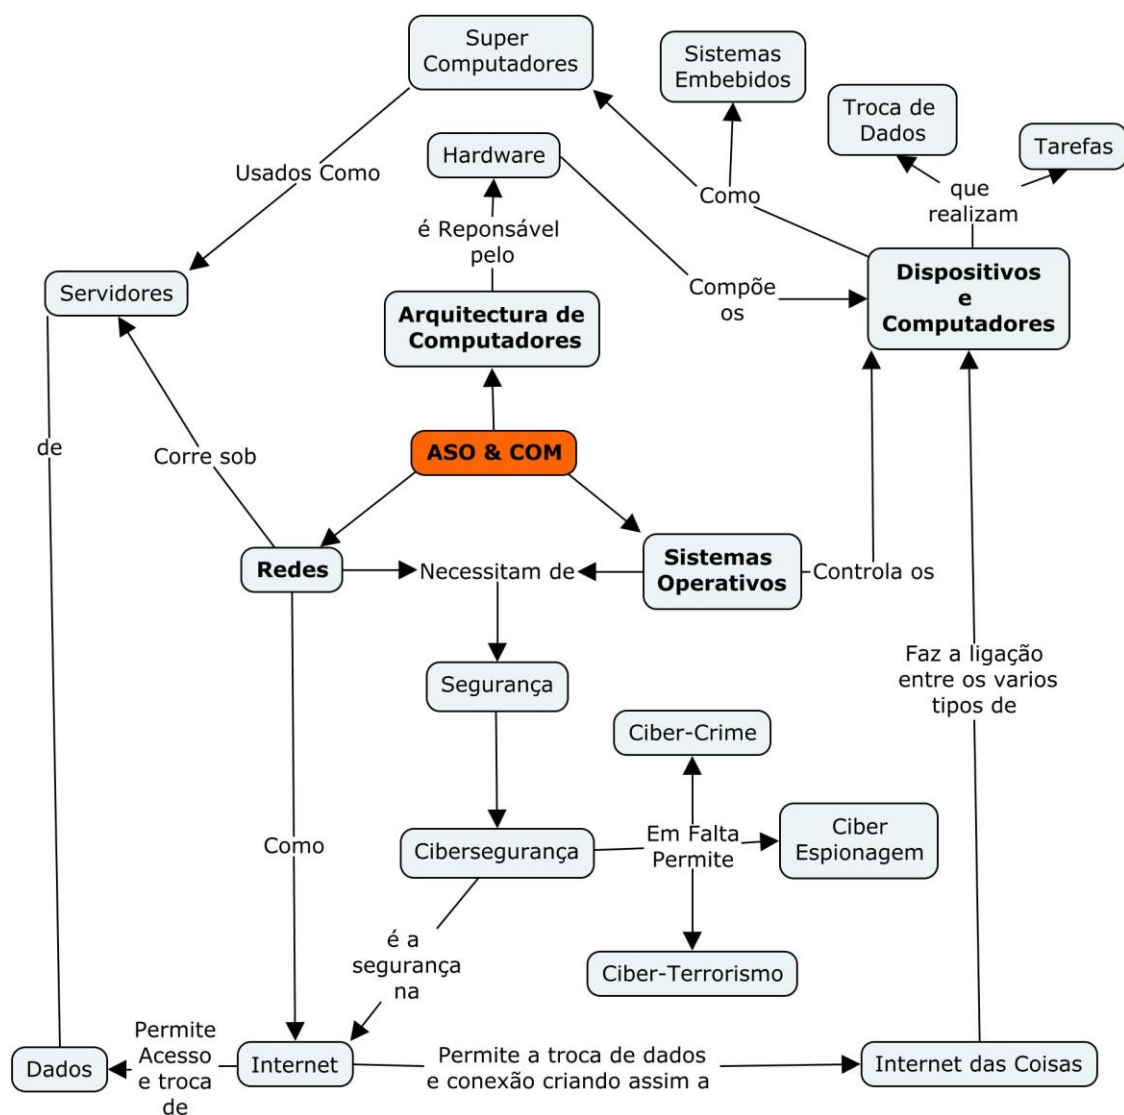 Super
Computadores
Sistemas
Embebidos
Troca de
Dados
Tarefas
Hardware
Usados Como
Como
que
realizam
é Reponsável
pelo
Servidores
Compõe
os
Dispositivos
e
Computadores
Arquitectura de
Computadores
de
Corre sob
ASO & COM
Redes
Necessitam de
Sistemas
Operativos
Controla os
Segurança
Faz a ligação
entre os varios
tipos de
Ciber-Crime
Como
Cibersegurança
Em Falta
Permite
Ciber
Espionagem
é a
segurança
na
Ciber-Terrorismo
Dados
Permite
Acesso
e troca
de
Internet
Permite a troca de dados
e conexão criando assim a
Internet das Coisas